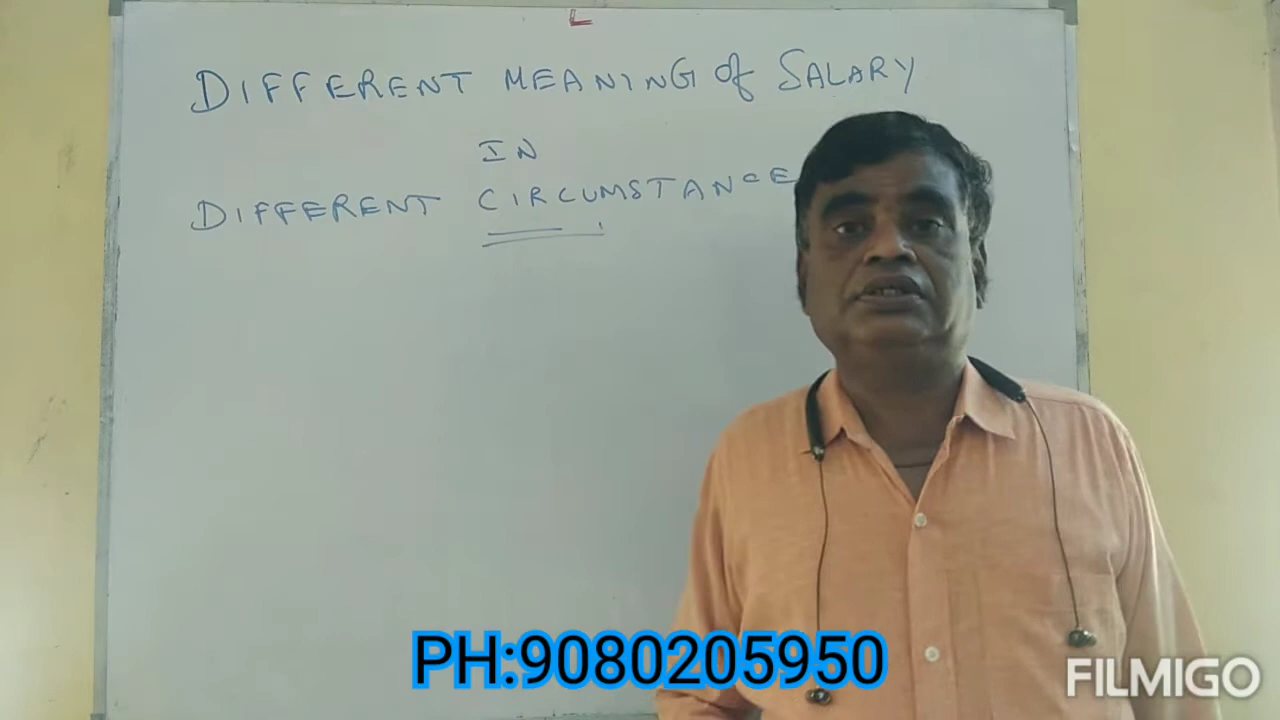 DIFFERENT MEANING of SALARY
IN
DIFFERENT CIRCUMSTANCE
PH:9080205950
FILMIGO